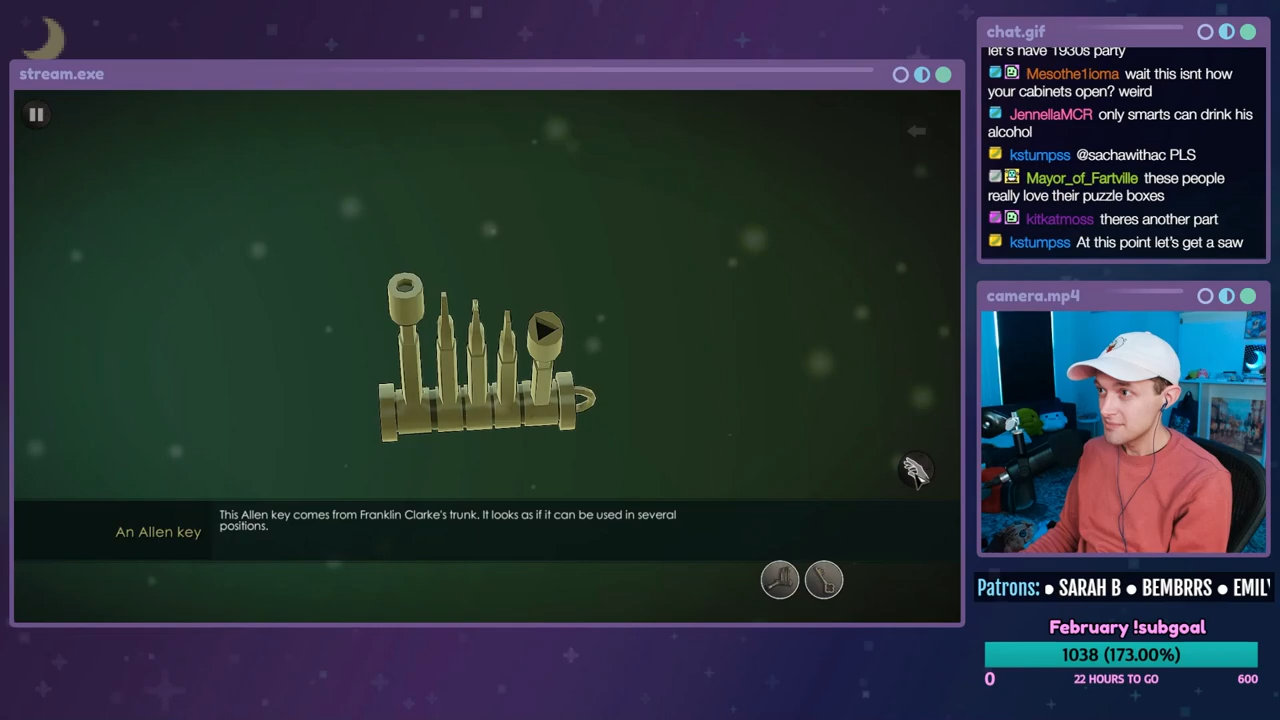 stream.exe
An Allen key
This Allen key comes from Franklin Clarke's trunk. It looks as if it can be used in several
positions.
chat.gif
let's have 1930s party
Mesothe1ioma wait this isnt how
your cabinets open? weird
JennellaMCR only smarts can drink his
alcohol
kstumpss @sachawithac PLS
Mayor_of_Fartville these people
really love their puzzle boxes
kitkatmoss theres another part
kstumpss At this point let's get a saw
camera.mp4
Patrons: ● SARAH B ● BEMBRRS ● EMILY
February !subgoal
1038 (173.00%)
0 22 HOURS TO GO 600